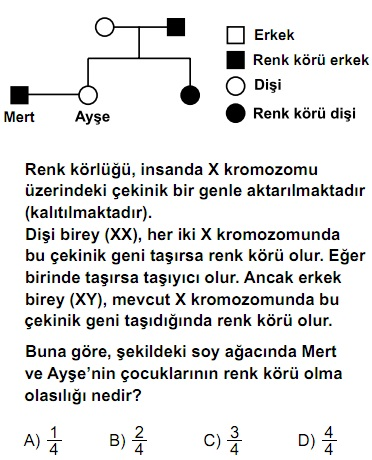 Erkek
Renk körü erkek
Dişi
Renk körü dişi
Mert Ayşe
Renk körlüğü, insanda X kromozomu
üzerindeki çekinik bir genle aktarılmaktadır
(kalıtılmaktadır).
Dişi birey (XX), her iki X kromozomunda
bu çekinik geni taşırsa renk körü olur. Eğer
birinde taşırsa taşıyıcı olur. Ancak erkek
birey (XY), mevcut X kromozomunda bu
çekinik geni taşıdığında renk körü olur.
Buna göre, şekildeki soy ağacında Mert
ve Ayşe'nin çocuklarının renk körü olma
olasılığı nedir?
A) 1/4 B) 2/4 C) 3/4 D) 4/4